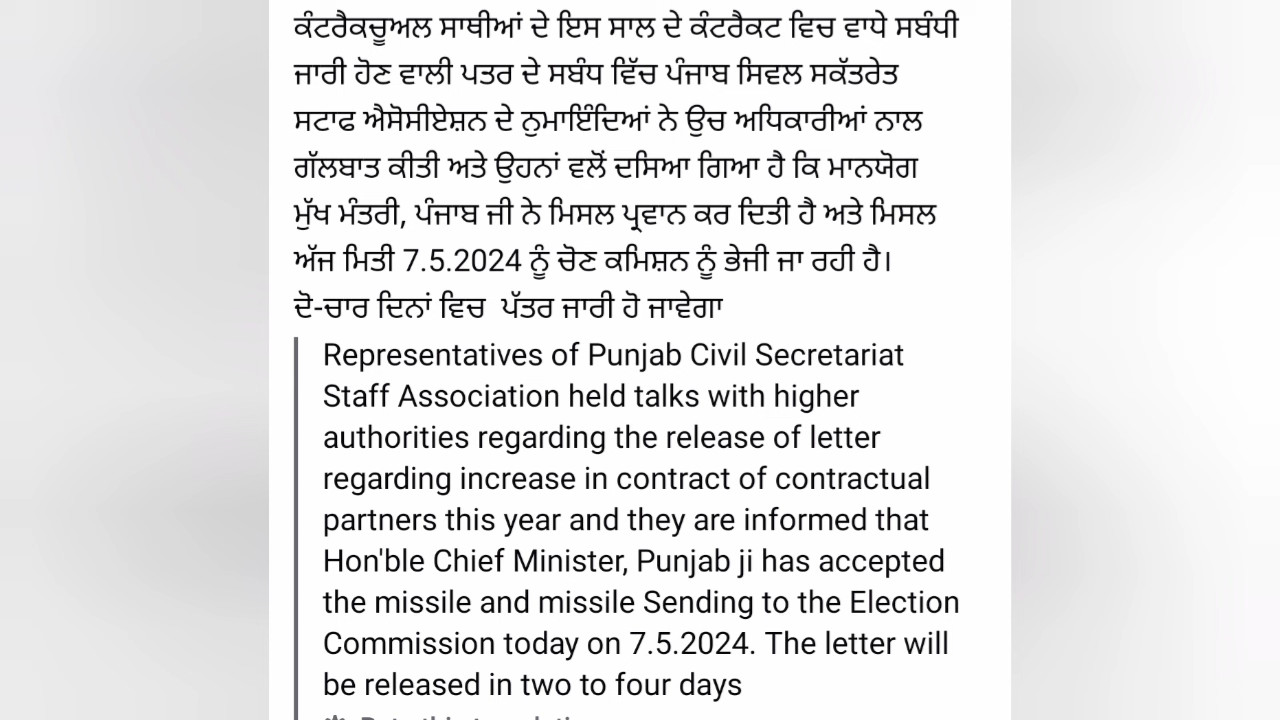 ਕੰਟਰੈਕਚੂਅਲ ਸਾਥੀਆਂ ਦੇ ਇਸ ਸਾਲ ਦੇ ਕੰਟਰੈਕਟ ਵਿਚ ਵਾਧੇ ਸਬੰਧੀ
ਜਾਰੀ ਹੋਣ ਵਾਲੀ ਪਤਰ ਦੇ ਸਬੰਧ ਵਿੱਚ ਪੰਜਾਬ ਸਿਵਲ ਸਕੱਤਰੇਤ
ਸਟਾਫ ਐਸੋਸੀਏਸ਼ਨ ਦੇ ਨੁਮਾਇੰਦਿਆਂ ਨੇ ਉਚ ਅਧਿਕਾਰੀਆਂ ਨਾਲ
ਗੱਲਬਾਤ ਕੀਤੀ ਅਤੇ ਉਹਨਾਂ ਵਲੋਂ ਦਸਿਆ ਗਿਆ ਹੈ ਕਿ ਮਾਨਯੋਗ
ਮੁੱਖ ਮੰਤਰੀ, ਪੰਜਾਬ ਜੀ ਨੇ ਮਿਸਲ ਪ੍ਰਵਾਨ ਕਰ ਦਿਤੀ ਹੈ ਅਤੇ ਮਿਸਲ
ਅੱਜ ਮਿਤੀ 7.5.2024 ਨੂੰ ਚੋਣ ਕਮਿਸ਼ਨ ਨੂੰ ਭੇਜੀ ਜਾ ਰਹੀ ਹੈ।
ਦੋ-ਚਾਰ ਦਿਨਾਂ ਵਿਚ ਪੱਤਰ ਜਾਰੀ ਹੋ ਜਾਵੇਗਾ
Representatives of Punjab Civil Secretariat
Staff Association held talks with higher
authorities regarding the release of letter
regarding increase in contract of contractual
partners this year and they are informed that
Hon'ble Chief Minister, Punjab ji has accepted
the missile and missile Sending to the Election
Commission today on 7.5.2024. The letter will
be released in two to four days